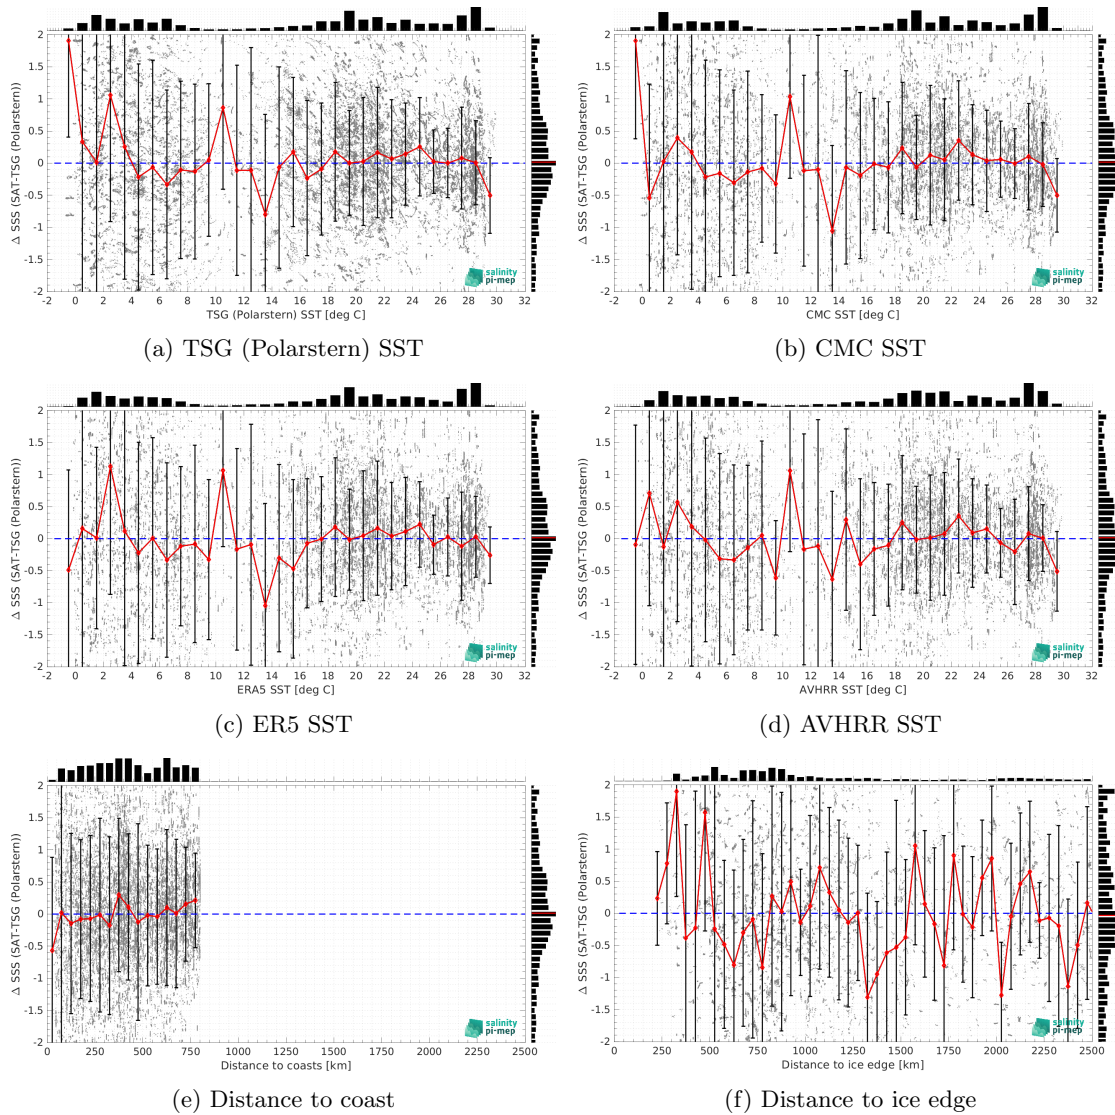 2
1.5
1
0.5
0
-0.5
-1
-1.5
-2
Δ SSS (SAT-TSG (Polarstern))
salinity
pi-mep
-2 0 2 4 6 8 10 12 14 16 18 20 22 24 26 28 30 32
TSG (Polarstern) SST [deg C]
(a) TSG (Polarstern) SST
2
1.5
1
0.5
0
-0.5
-1
-1.5
-2
Δ SSS (SAT-TSG (Polarstern))
salinity
pi-mep
-2 0 2 4 6 8 10 12 14 16 18 20 22 24 26 28 30 32
CMC SST [deg C]
(b) CMC SST
2
1.5
1
0.5
0
-0.5
-1
-1.5
-2
Δ SSS (SAT-TSG (Polarstern))
salinity
pi-mep
-2 0 2 4 6 8 10 12 14 16 18 20 22 24 26 28 30 32
ERA5 SST [deg C]
(c) ER5 SST
2
1.5
1
0.5
0
-0.5
-1
-1.5
-2
Δ SSS (SAT-TSG (Polarstern))
salinity
pi-mep
-2 0 2 4 6 8 10 12 14 16 18 20 22 24 26 28 30 32
AVHRR SST [deg C]
(d) AVHRR SST
2
1.5
1
0.5
0
-0.5
-1
-1.5
-2
Δ SSS (SAT-TSG (Polarstern))
salinity
pi-mep
0 250 500 750 1000 1250 1500 1750 2000 2250 2500
Distance to coasts [km]
(e) Distance to coast
2
1.5
1
0.5
0
-0.5
-1
-1.5
-2
Δ SSS (SAT-TSG (Polarstern))
salinity
pi-mep
0 250 500 750 1000 1250 1500 1750 2000 2250 2500
Distance to ice edge [km]
(f) Distance to ice edge